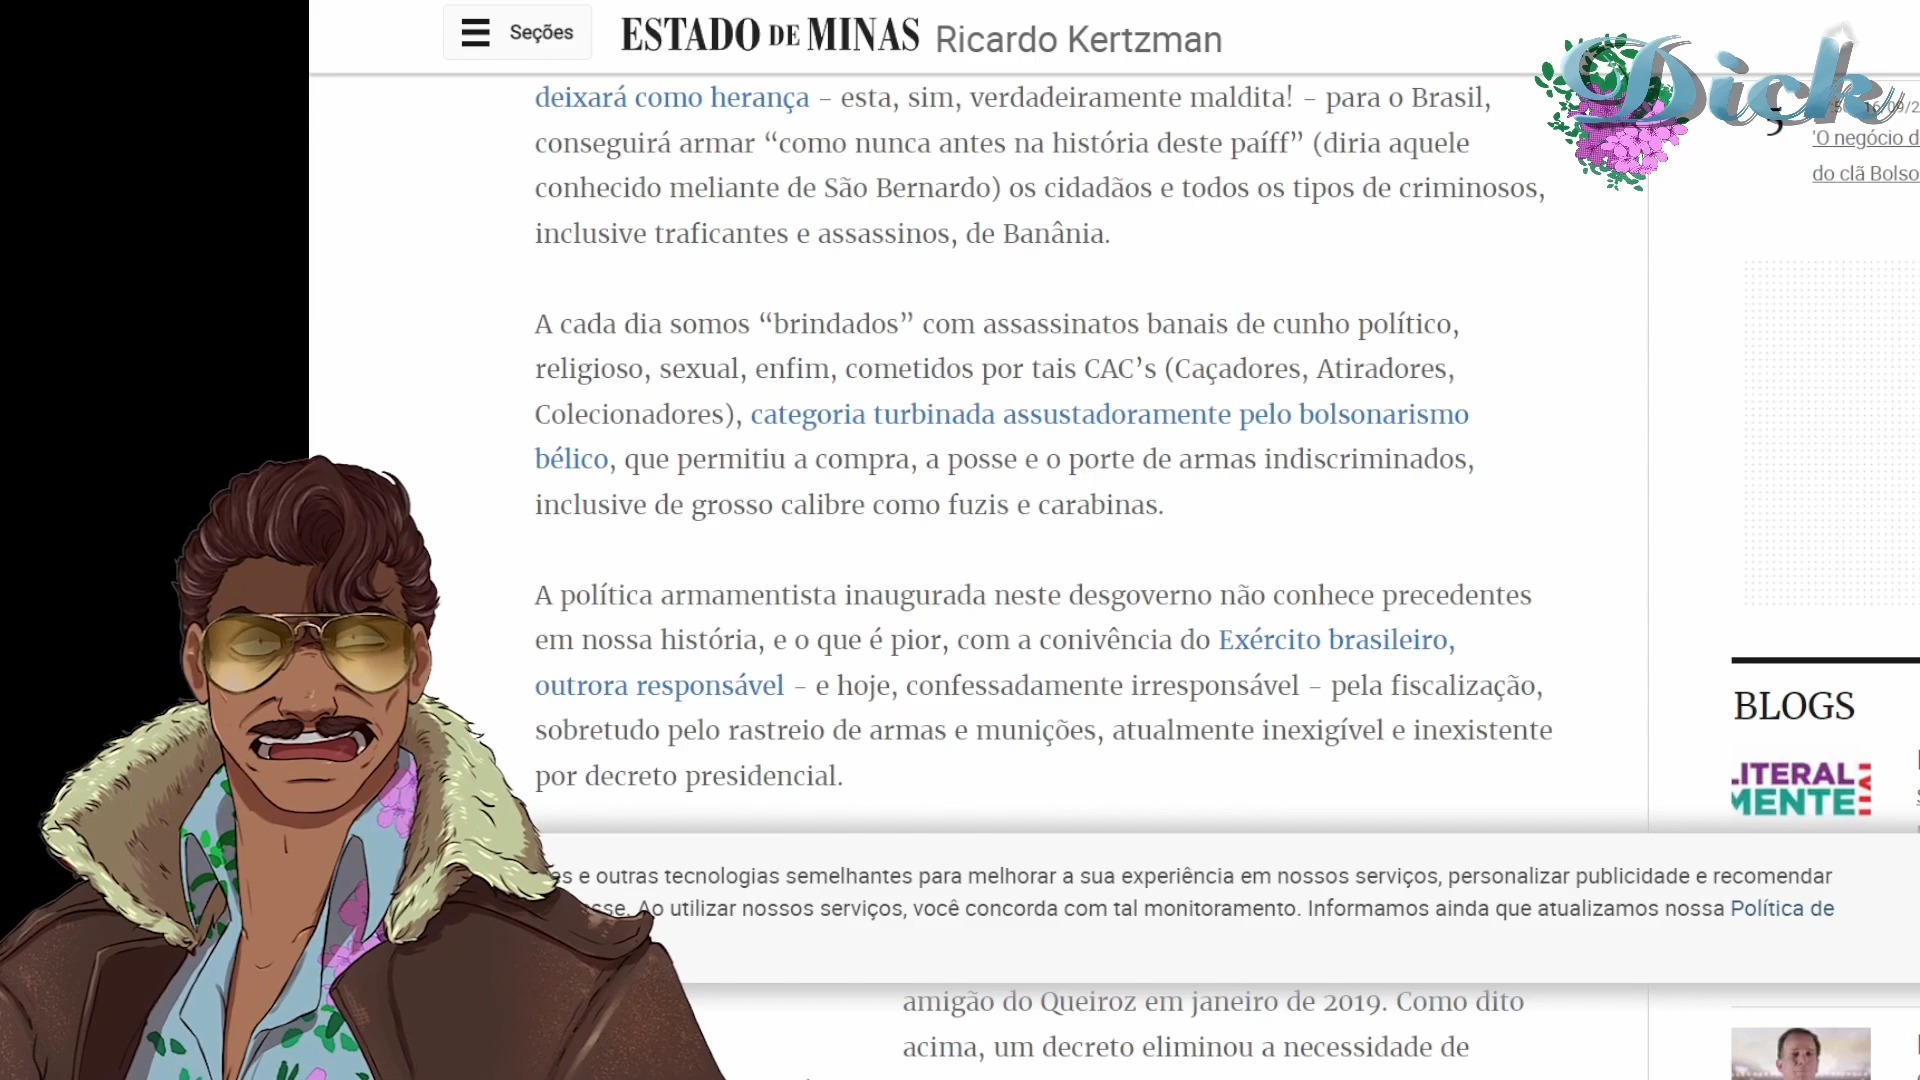 Seções
ESTADO DE MINAS
Ricardo Kertzman
Dick
deixará como herança – esta, sim, verdadeiramente maldita! – para o Brasil,
conseguirá armar “como nunca antes na história deste paíff” (diria aquele
conhecido meliante de São Bernardo) os cidadãos e todos os tipos de criminosos,
inclusive traficantes e assassinos, de Banânia.
A cada dia somos “brindados” com assassinatos banais de cunho político,
religioso, sexual, enfim, cometidos por tais CAC’s (Caçadores, Atiradores,
Colecionadores), categoria turbinada assustadoramente pelo bolsonarismo
bélico, que permitiu a compra, a posse e o porte de armas indiscriminados,
inclusive de grosso calibre como fuzis e carabinas.
A política armamentista inaugurada neste desgoverno não conhece precedentes
em nossa história, e o que é pior, com a conivência do Exército brasileiro,
outrora responsável – e hoje, confessadamente irresponsável – pela fiscalização,
sobretudo pelo rastreio de armas e munições, atualmente inexigível e inexistente
por decreto presidencial.
e outras tecnologias semelhantes para melhorar a sua experiência em nossos serviços, personalizar publicidade e recomendar
Ao utilizar nossos serviços, você concorda com tal monitoramento. Informamos ainda que atualizamos nossa Política de
amigão do Queiroz em janeiro de 2019. Como dito
acima, um decreto eliminou a necessidade de
5
'O negócio d
do clã Bolso
BLOGS
LITERAL
MENTE
UAI